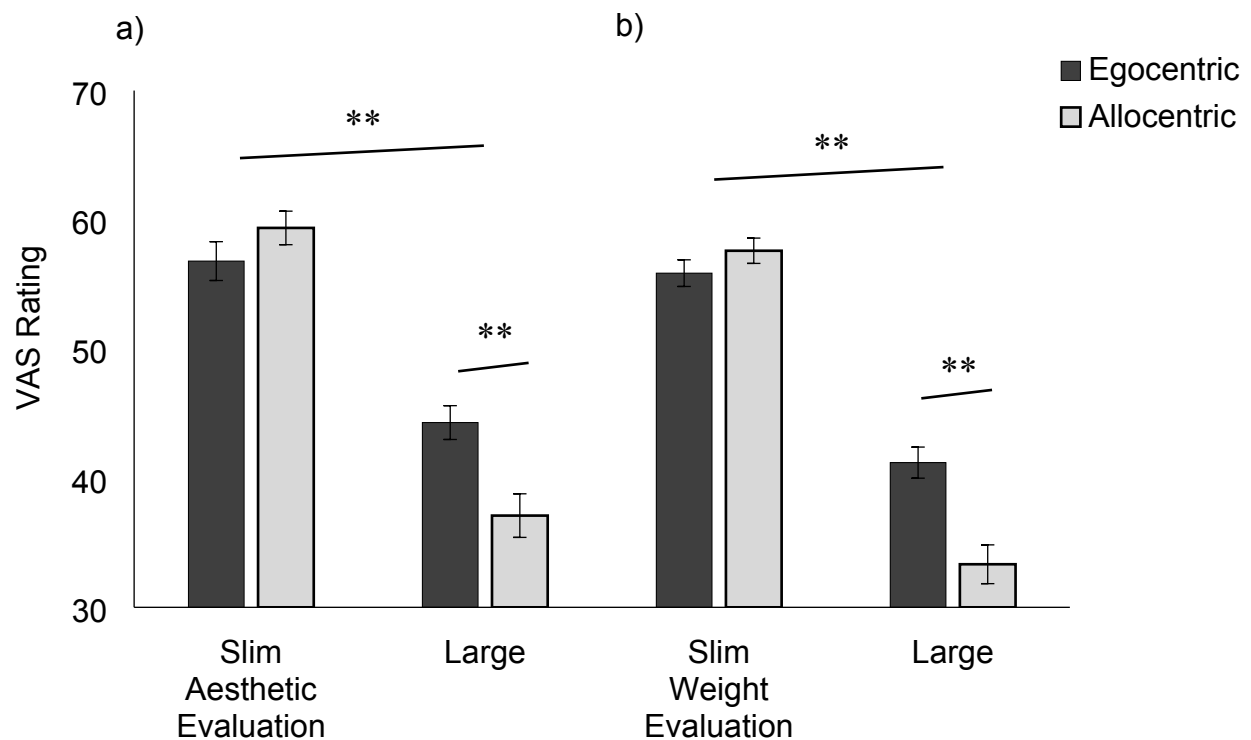 a)
b)
Egocentric
Allocentric
70
60
50
40
30
VAS Rating
**
**
**
**
Slim
Aesthetic
Evaluation
Large
Slim
Weight
Evaluation
Large